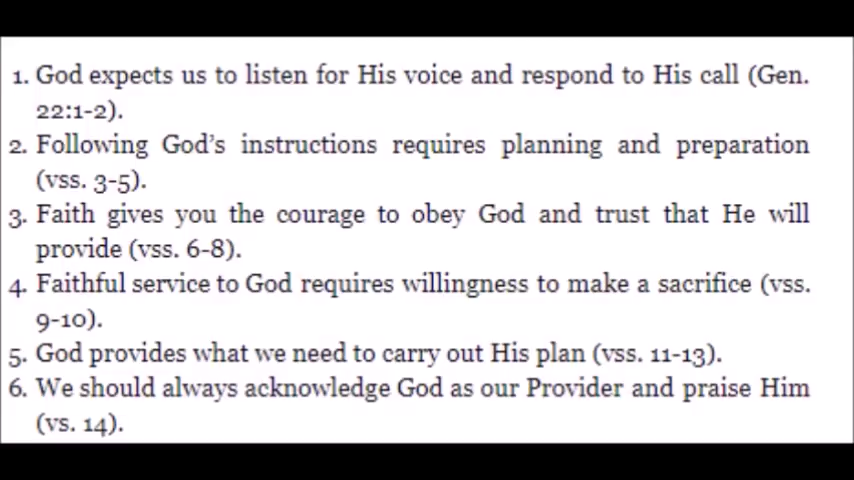 1. God expects us to listen for His voice and respond to His call (Gen.
22:1-2).
2. Following God's instructions requires planning and preparation
(vss. 3-5).
3. Faith gives you the courage to obey God and trust that He will
provide (vss. 6-8).
4. Faithful service to God requires willingness to make a sacrifice (vss.
9-10).
5. God provides what we need to carry out His plan (vss. 11-13).
6. We should always acknowledge God as our Provider and praise Him
(vs. 14).